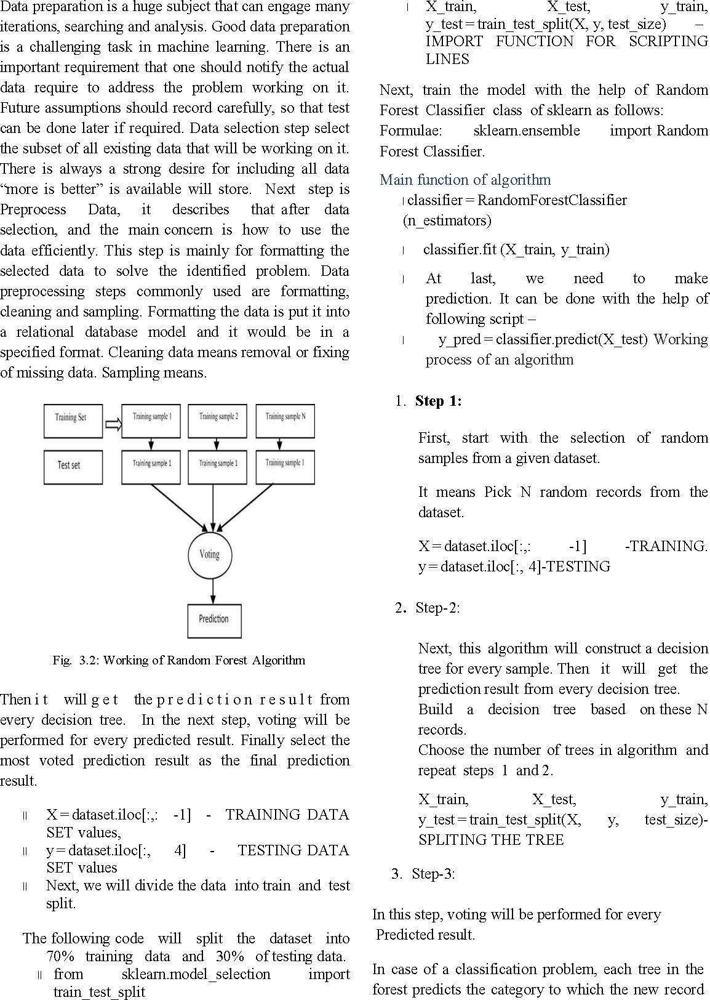 Data preparation is a huge subject that can engage many
iterations, searching and analysis. Good data preparation
is a challenging task in machine learning. There is an
important requirement that one should notify the actual
data require to address the problem working on it.
Future assumptions should record carefully, so that test
can be done later if required. Data selection step select
the subset of all existing data that will be working on it.
There is always a strong desire for including all data
“more is better” is available will store. Next step is
Preprocess Data, it describes that after data
selection, and the main concern is how to use the
data efficiently. This step is mainly for formatting the
selected data to solve the identified problem. Data
preprocessing steps commonly used are formatting,
cleaning and sampling. Formatting the data is put it into
a relational database model and it would be in a
specified format. Cleaning data means removal or fixing
of missing data. Sampling means.
Training Set
Training sample 1
Training sample 2
Training sample N
Test set
Training sample 1
Training sample 1
Training sample 1
Voting
Prediction
Fig. 3.2: Working of Random Forest Algorithm
Then i t will g e t the p r e d i c t i o n r e s u l t from
every decision tree. In the next step, voting will be
performed for every predicted result. Finally select the
most voted prediction result as the final prediction
result.
X = dataset.iloc[:,: -1] - TRAINING DATA
SET values,
y = dataset.iloc[:, 4] - TESTING DATA
SET values
Next, we will divide the data into train and test
split.
The following code will split the dataset into
70% training data and 30% of testing data.
from sklearn.model_selection import
train_test_split
X_train, X_test, y_train,
y_test = train_test_split(X, y, test_size) –
IMPORT FUNCTION FOR SCRIPTING
LINES
Next, train the model with the help of Random
Forest Classifier class of sklearn as follows:
Formulae: sklearn.ensemble import Random
Forest Classifier.
Main function of algorithm
classifier = RandomForestClassifier
(n_estimators)
classifier.fit (X_train, y_train)
At last, we need to make
prediction. It can be done with the help of
following script –
y_pred = classifier.predict(X_test) Working
process of an algorithm
1. Step 1:
First, start with the selection of random
samples from a given dataset.
It means Pick N random records from the
dataset.
X = dataset.iloc[:,: -1] -TRAINING.
y = dataset.iloc[:, 4]-TESTING
2. Step-2:
Next, this algorithm will construct a decision
tree for every sample. Then it will get the
prediction result from every decision tree.
Build a decision tree based on these N
records.
Choose the number of trees in algorithm and
repeat steps 1 and 2.
X_train, X_test, y_train,
y_test = train_test_split(X, y, test_size)-
SPLITING THE TREE
3. Step-3:
In this step, voting will be performed for every
Predicted result.
In case of a classification problem, each tree in the
forest predicts the category to which the new record